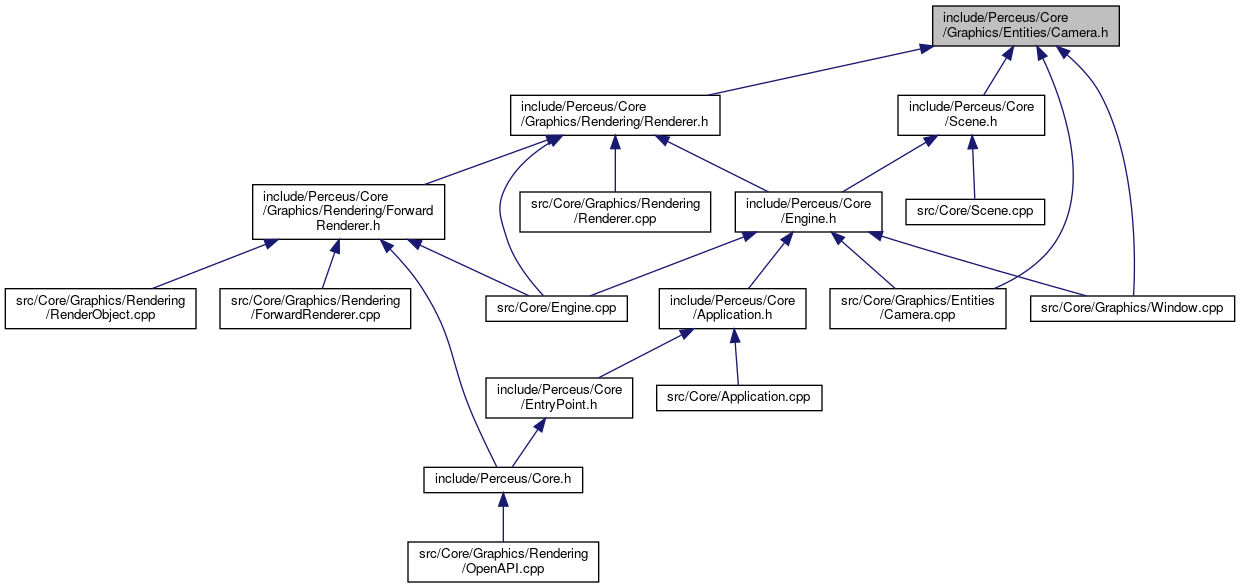 include/Perceus/Core
/Graphics/Entities/Camera.h
include/Perceus/Core
/Graphics/Rendering/Renderer.h
include/Perceus/Core
/Scene.h
include/Perceus/Core
/Graphics/Rendering/Forward
Renderer.h
src/Core/Graphics/Rendering
/Renderer.cpp
include/Perceus/Core
/Engine.h
src/Core/Scene.cpp
src/Core/Graphics/Rendering
/RenderObject.cpp
src/Core/Graphics/Rendering
/ForwardRenderer.cpp
src/Core/Engine.cpp
include/Perceus/Core
/Application.h
src/Core/Graphics/Entities
/Camera.cpp
src/Core/Graphics/Window.cpp
include/Perceus/Core
/EntryPoint.h
src/Core/Application.cpp
include/Perceus/Core.h
src/Core/Graphics/Rendering
/OpenAPI.cpp